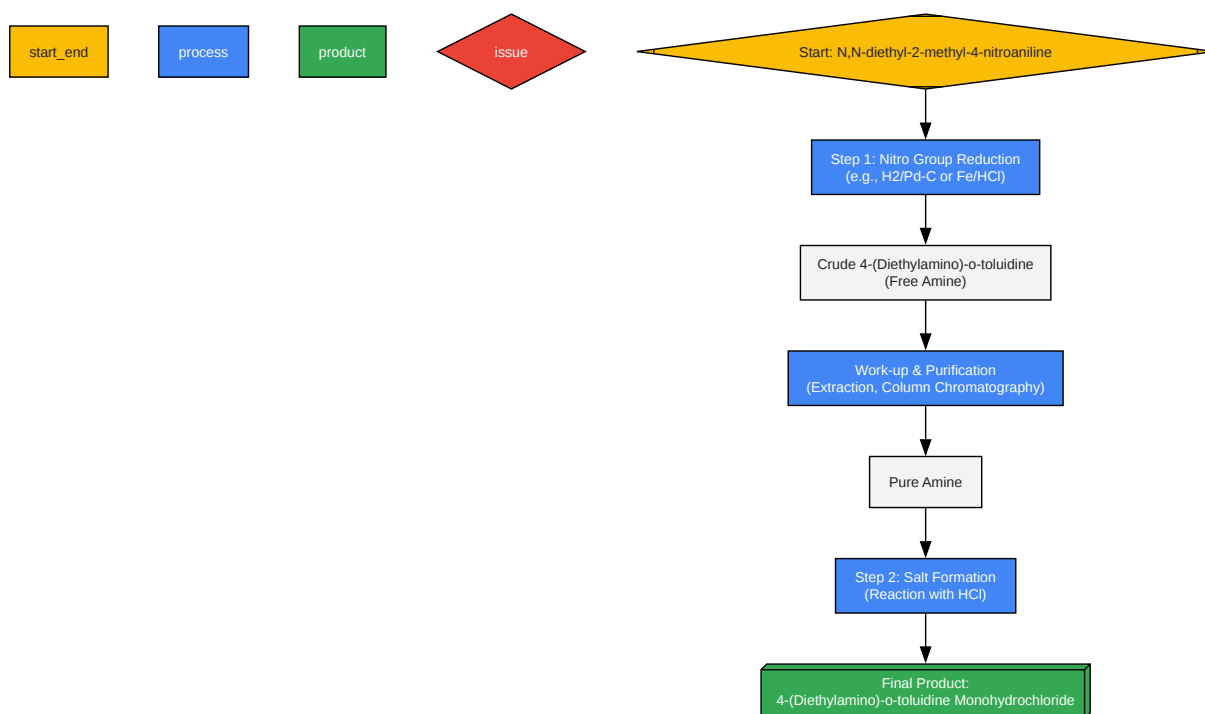 start_end
process
product
issue
Start: N,N-diethyl-2-methyl-4-nitroaniline
Step 1: Nitro Group Reduction
(e.g., H2/Pd-C or Fe/HCl)
Crude 4-(Diethylamino)-o-toluidine
(Free Amine)
Work-up & Purification
(Extraction, Column Chromatography)
Pure Amine
Step 2: Salt Formation
(Reaction with HCl)
Final Product:
4-(Diethylamino)-o-toluidine Monohydrochloride